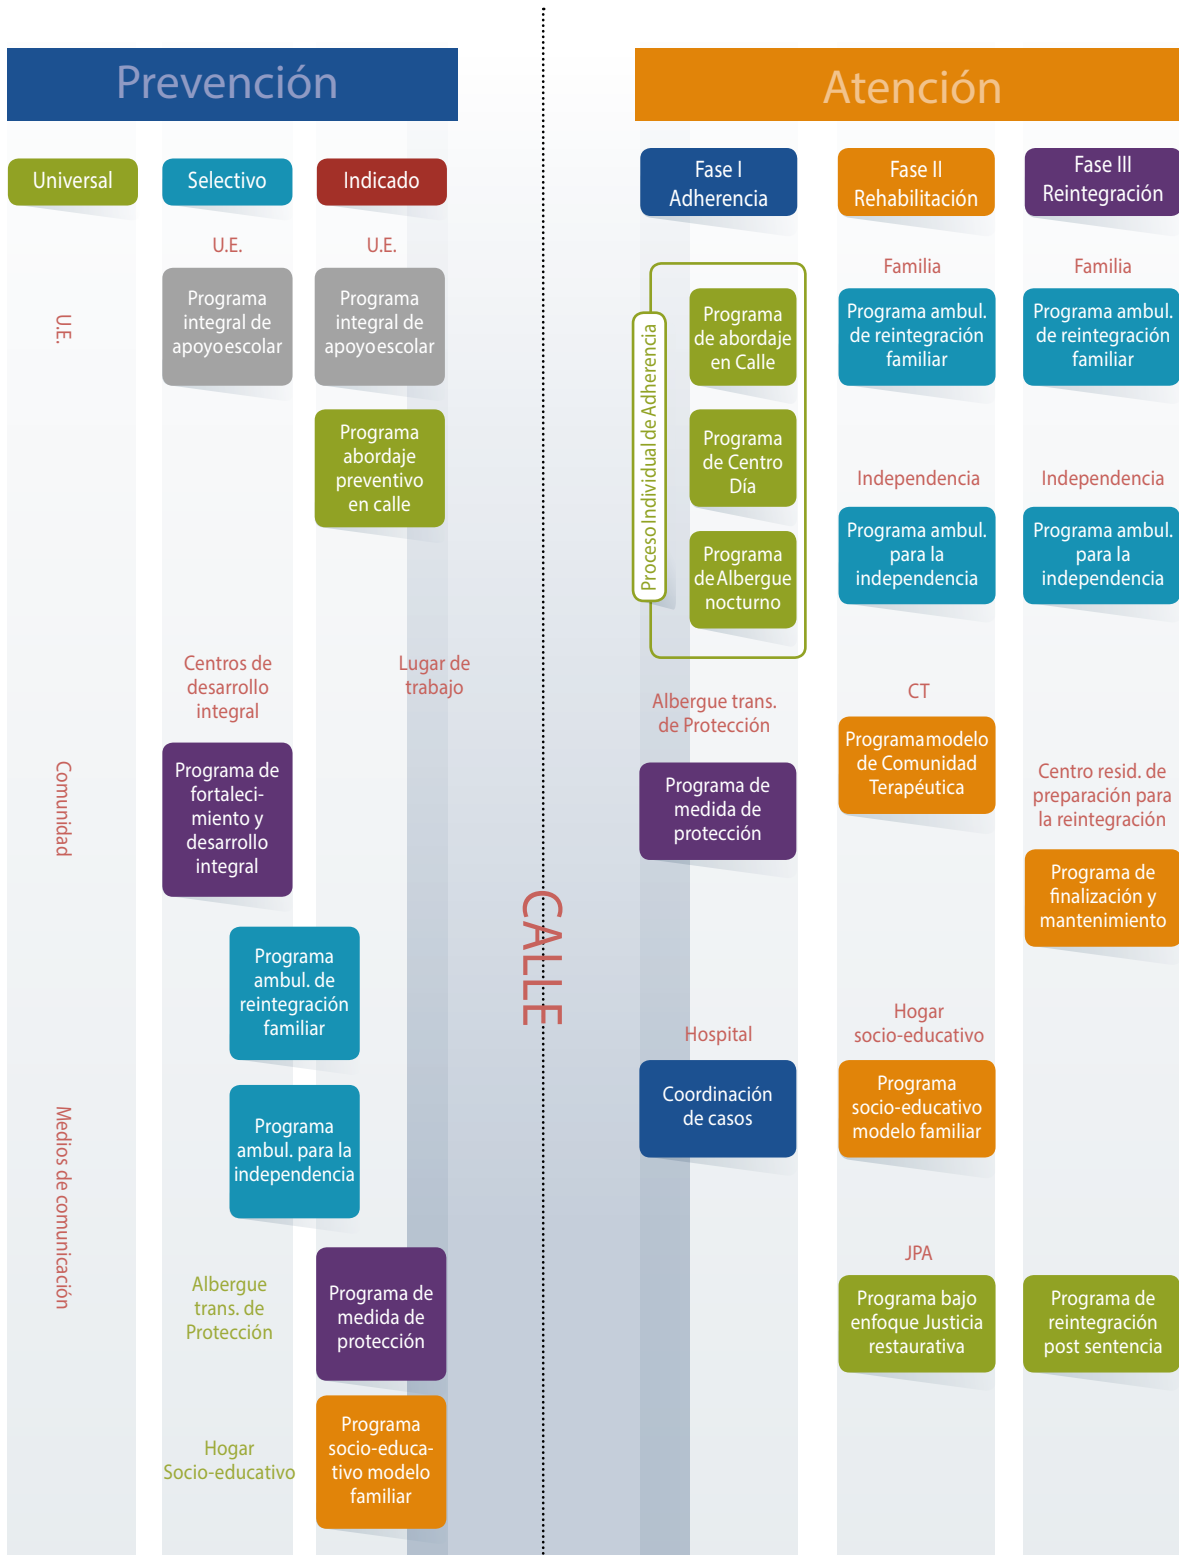 Prevención
Universal
Selectivo
Indicado
U.E.
U.E.
U.E.
Programa
integral de
apoyo escolar
Programa
integral de
apoyo escolar
Programa
abordaje
preventivo
en calle
Centros de
desarrollo
integral
Lugar de
trabajo
Comunidad
Programa de
fortaleci-
miento y
desarrollo
integral
Programa
ambul. de
reintegración
familiar
Programa
ambul. para la
independencia
Medios de comunicación
Albergue
trans. de
Protección
Programa de
medida de
protección
Hogar
Socio-educativo
Programa
socio-educa-
tivo modelo
familiar
CALLE
Atención
Fase I
Adherencia
Fase II
Rehabilitación
Fase III
Reintegración
Proceso Individual de Adherencia
Programa
de abordaje
en Calle
Programa
de Centro
Día
Programa
de Albergue
nocturno
Albergue trans.
de Protección
Programa de
medida de
protección
Hospital
Coordinación
de casos
Familia
Programa ambul.
de reintegración
familiar
Independencia
Programa ambul.
para la
independencia
CT
Programa modelo
de Comunidad
Terapéutica
Hogar
socio-educativo
Programa
socio-educativo
modelo familiar
JPA
Programa bajo
enfoque Justicia
restaurativa
Familia
Programa ambul.
de reintegración
familiar
Independencia
Programa ambul.
para la
independencia
Centro resid. de
preparación para
la reintegración
Programa de
finalización y
mantenimiento
Programa de
reintegración
post sentencia